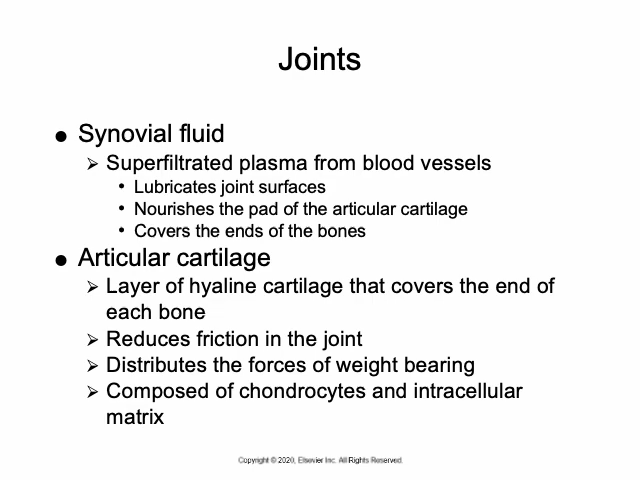 Joints
● Synovial fluid
➢ Superfiltrated plasma from blood vessels
• Lubricates joint surfaces
• Nourishes the pad of the articular cartilage
• Covers the ends of the bones
● Articular cartilage
➢ Layer of hyaline cartilage that covers the end of
each bone
➢ Reduces friction in the joint
➢ Distributes the forces of weight bearing
➢ Composed of chondrocytes and intracellular
matrix
Copyright © 2020, Elsevier Inc. All Rights Reserved.